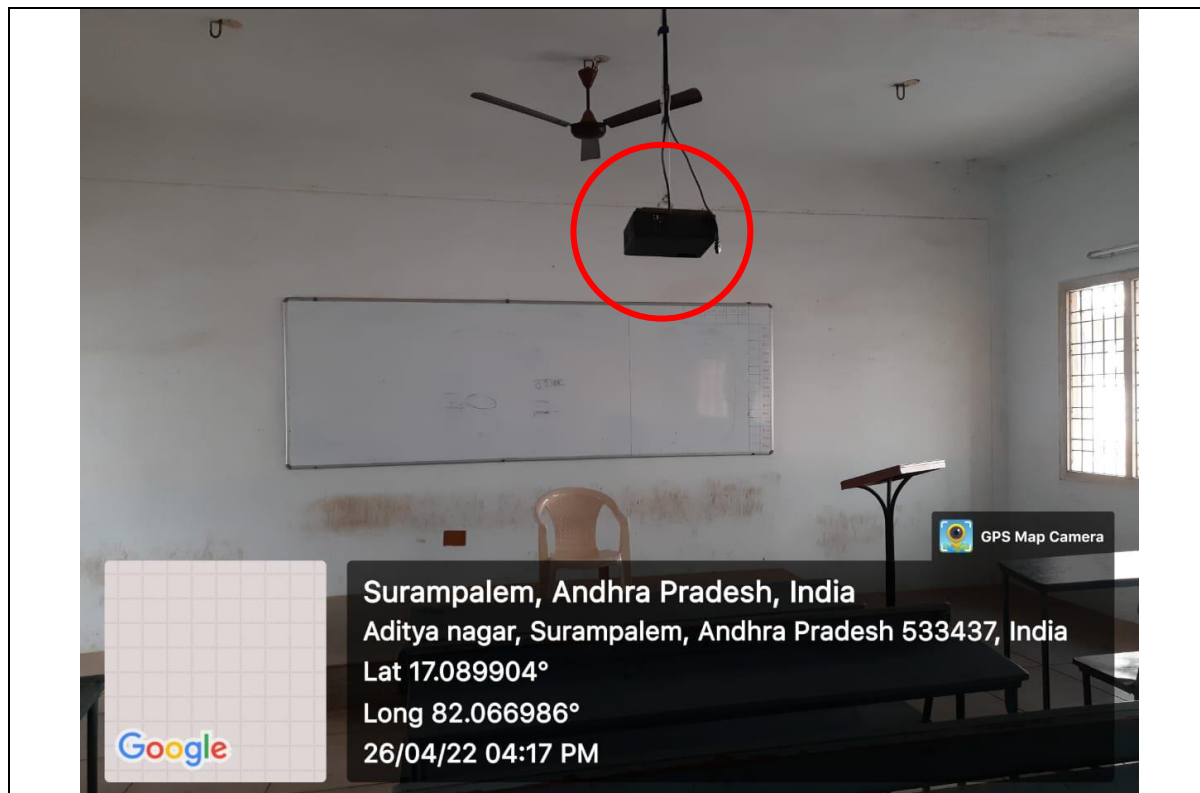 GPS Map Camera
Surampalem, Andhra Pradesh, India
Aditya nagar, Surampalem, Andhra Pradesh 533437, India
Lat 17.089904°
Long 82.066986°
26/04/22 04:17 PM
Google